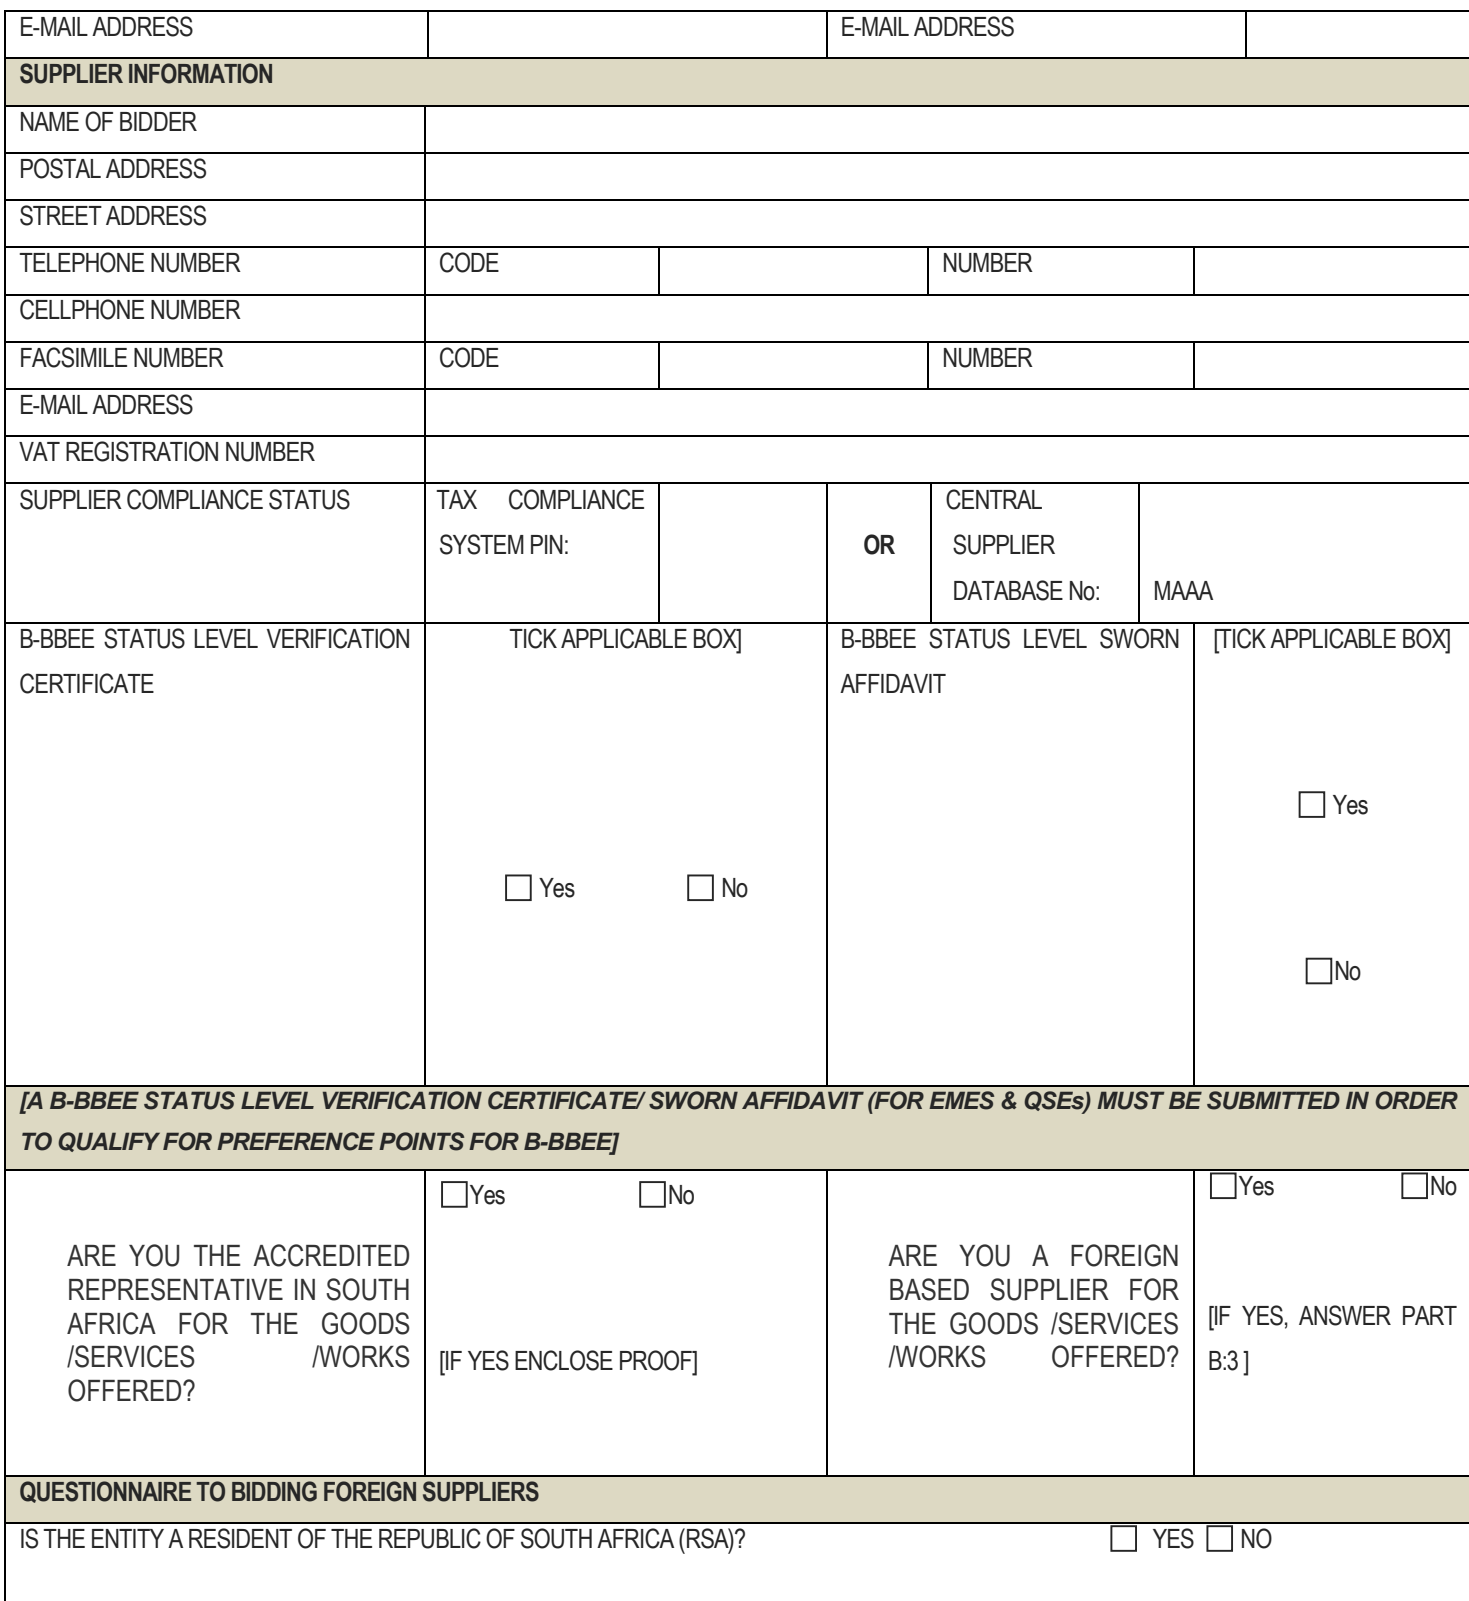 E-MAIL ADDRESS E-MAIL ADDRESS
SUPPLIER INFORMATION
NAME OF BIDDER
POSTAL ADDRESS
STREET ADDRESS
TELEPHONE NUMBER CODE NUMBER
CELLPHONE NUMBER
FACSIMILE NUMBER CODE NUMBER
E-MAIL ADDRESS
VAT REGISTRATION NUMBER
SUPPLIER COMPLIANCE STATUS
TAX COMPLIANCE
SYSTEM PIN:
OR
CENTRAL
SUPPLIER
DATABASE No:
MAAA
B-BBEE STATUS LEVEL VERIFICATION
CERTIFICATE
TICK APPLICABLE BOX]
Yes No
B-BBEE STATUS LEVEL SWORN
AFFIDAVIT
[TICK APPLICABLE BOX]
Yes
No
[A B-BBEE STATUS LEVEL VERIFICATION CERTIFICATE/ SWORN AFFIDAVIT (FOR EMES & QSEs) MUST BE SUBMITTED IN ORDER
TO QUALIFY FOR PREFERENCE POINTS FOR B-BBEE]
ARE YOU THE ACCREDITED
REPRESENTATIVE IN SOUTH
AFRICA FOR THE GOODS
/SERVICES /WORKS
OFFERED?
Yes No
[IF YES ENCLOSE PROOF]
ARE YOU A FOREIGN
BASED SUPPLIER FOR
THE GOODS /SERVICES
/WORKS OFFERED?
Yes No
[IF YES, ANSWER PART
B:3 ]
QUESTIONNAIRE TO BIDDING FOREIGN SUPPLIERS
IS THE ENTITY A RESIDENT OF THE REPUBLIC OF SOUTH AFRICA (RSA)? YES NO